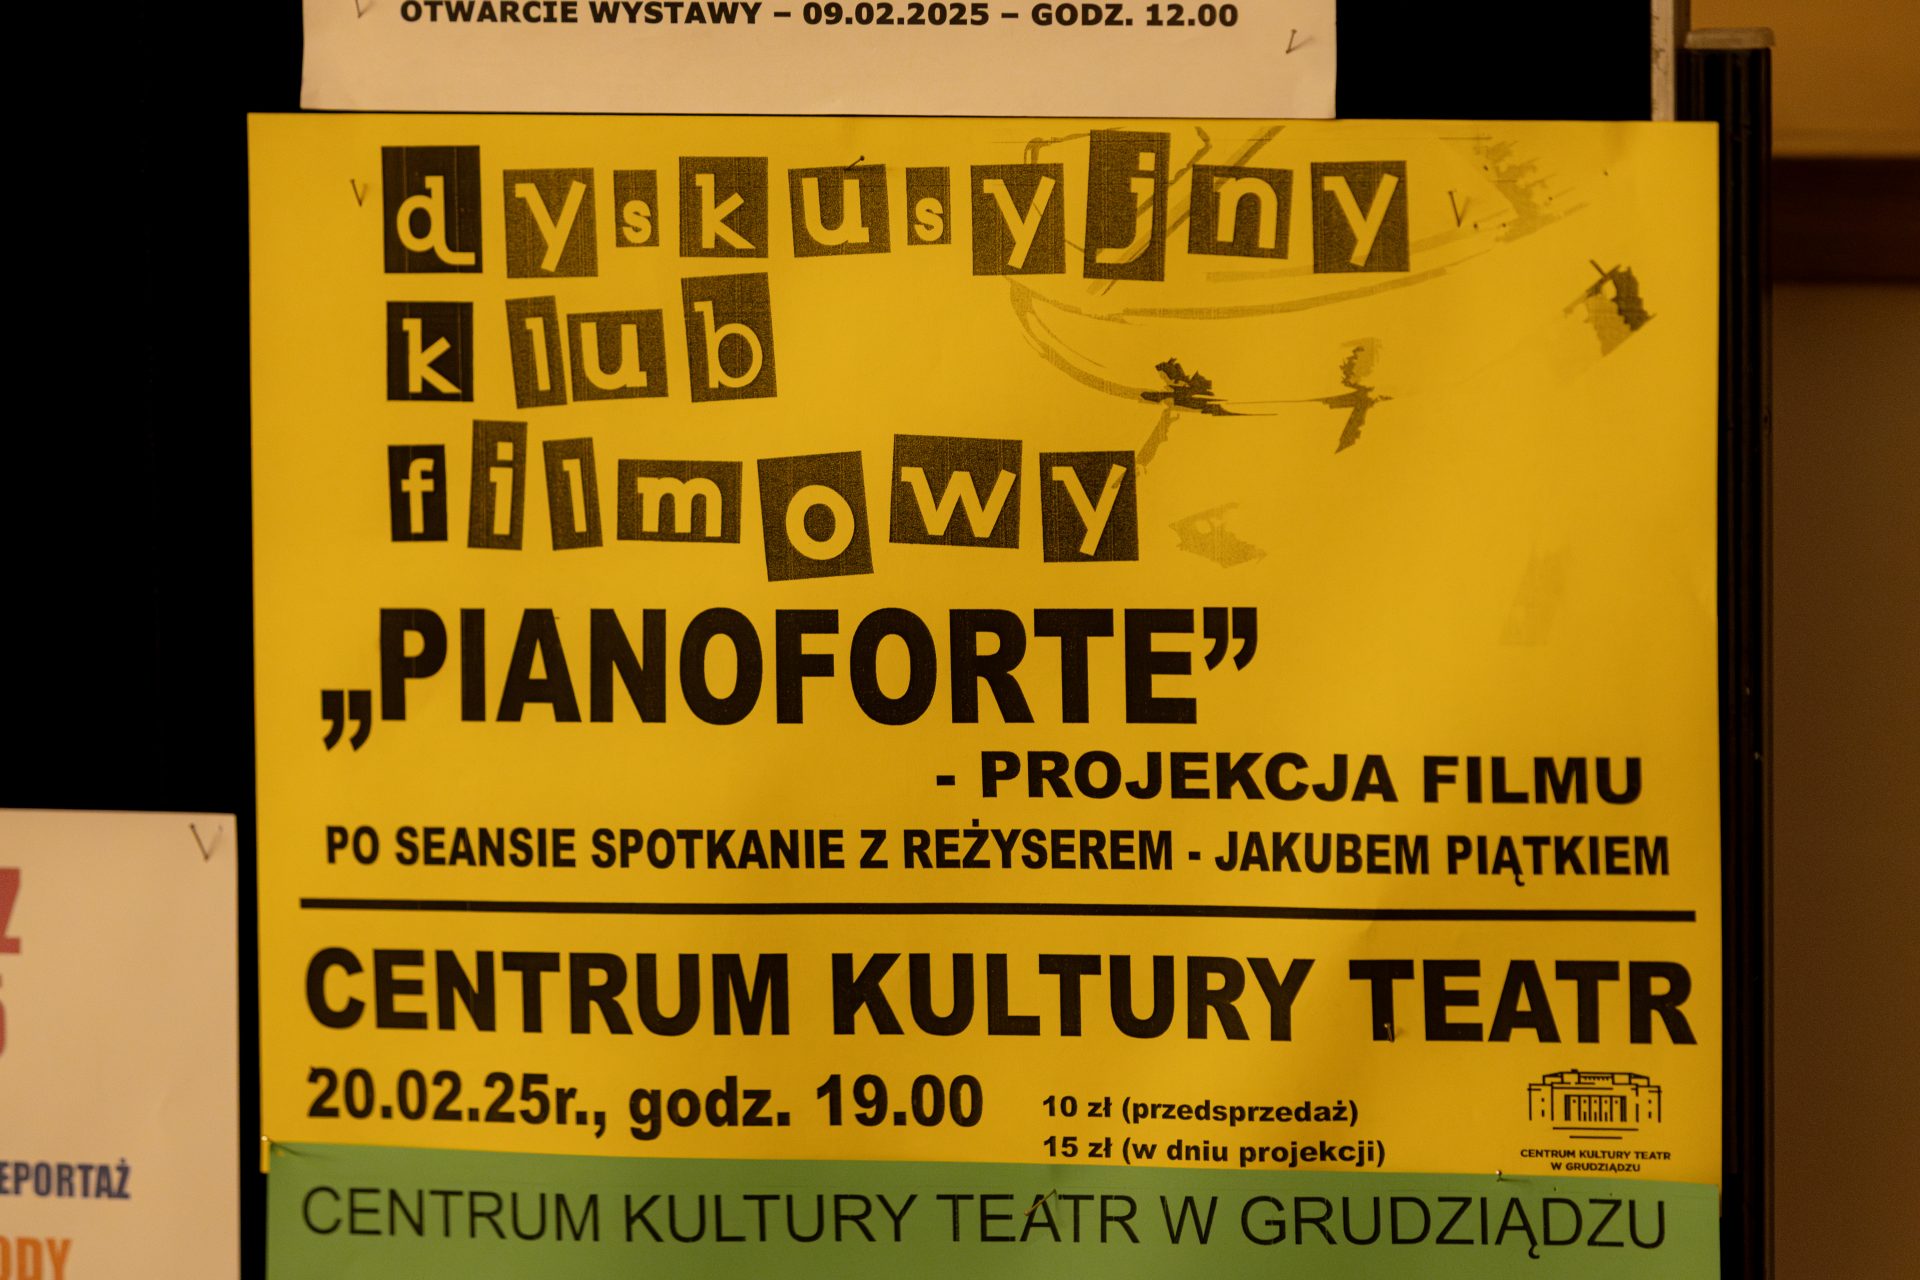 OTWARCIE WYSTAWY – 09.02.2025 – GODZ. 12.00
dyskusyjny
klub
filmowy
„PIANOFORTE”
- PROJEKCJA FILMU
PO SEANSIE SPOTKANIE Z REŻYSEREM - JAKUBEM PIĄTKIEM
CENTRUM KULTURY TEATR
20.02.25r., godz. 19.00
10 zł (przedsprzedaż)
15 zł (w dniu projekcji)
CENTRUM KULTURY TEATR
W GRUDZIĄDZU
CENTRUM KULTURY TEATR W GRUDZIĄDZU